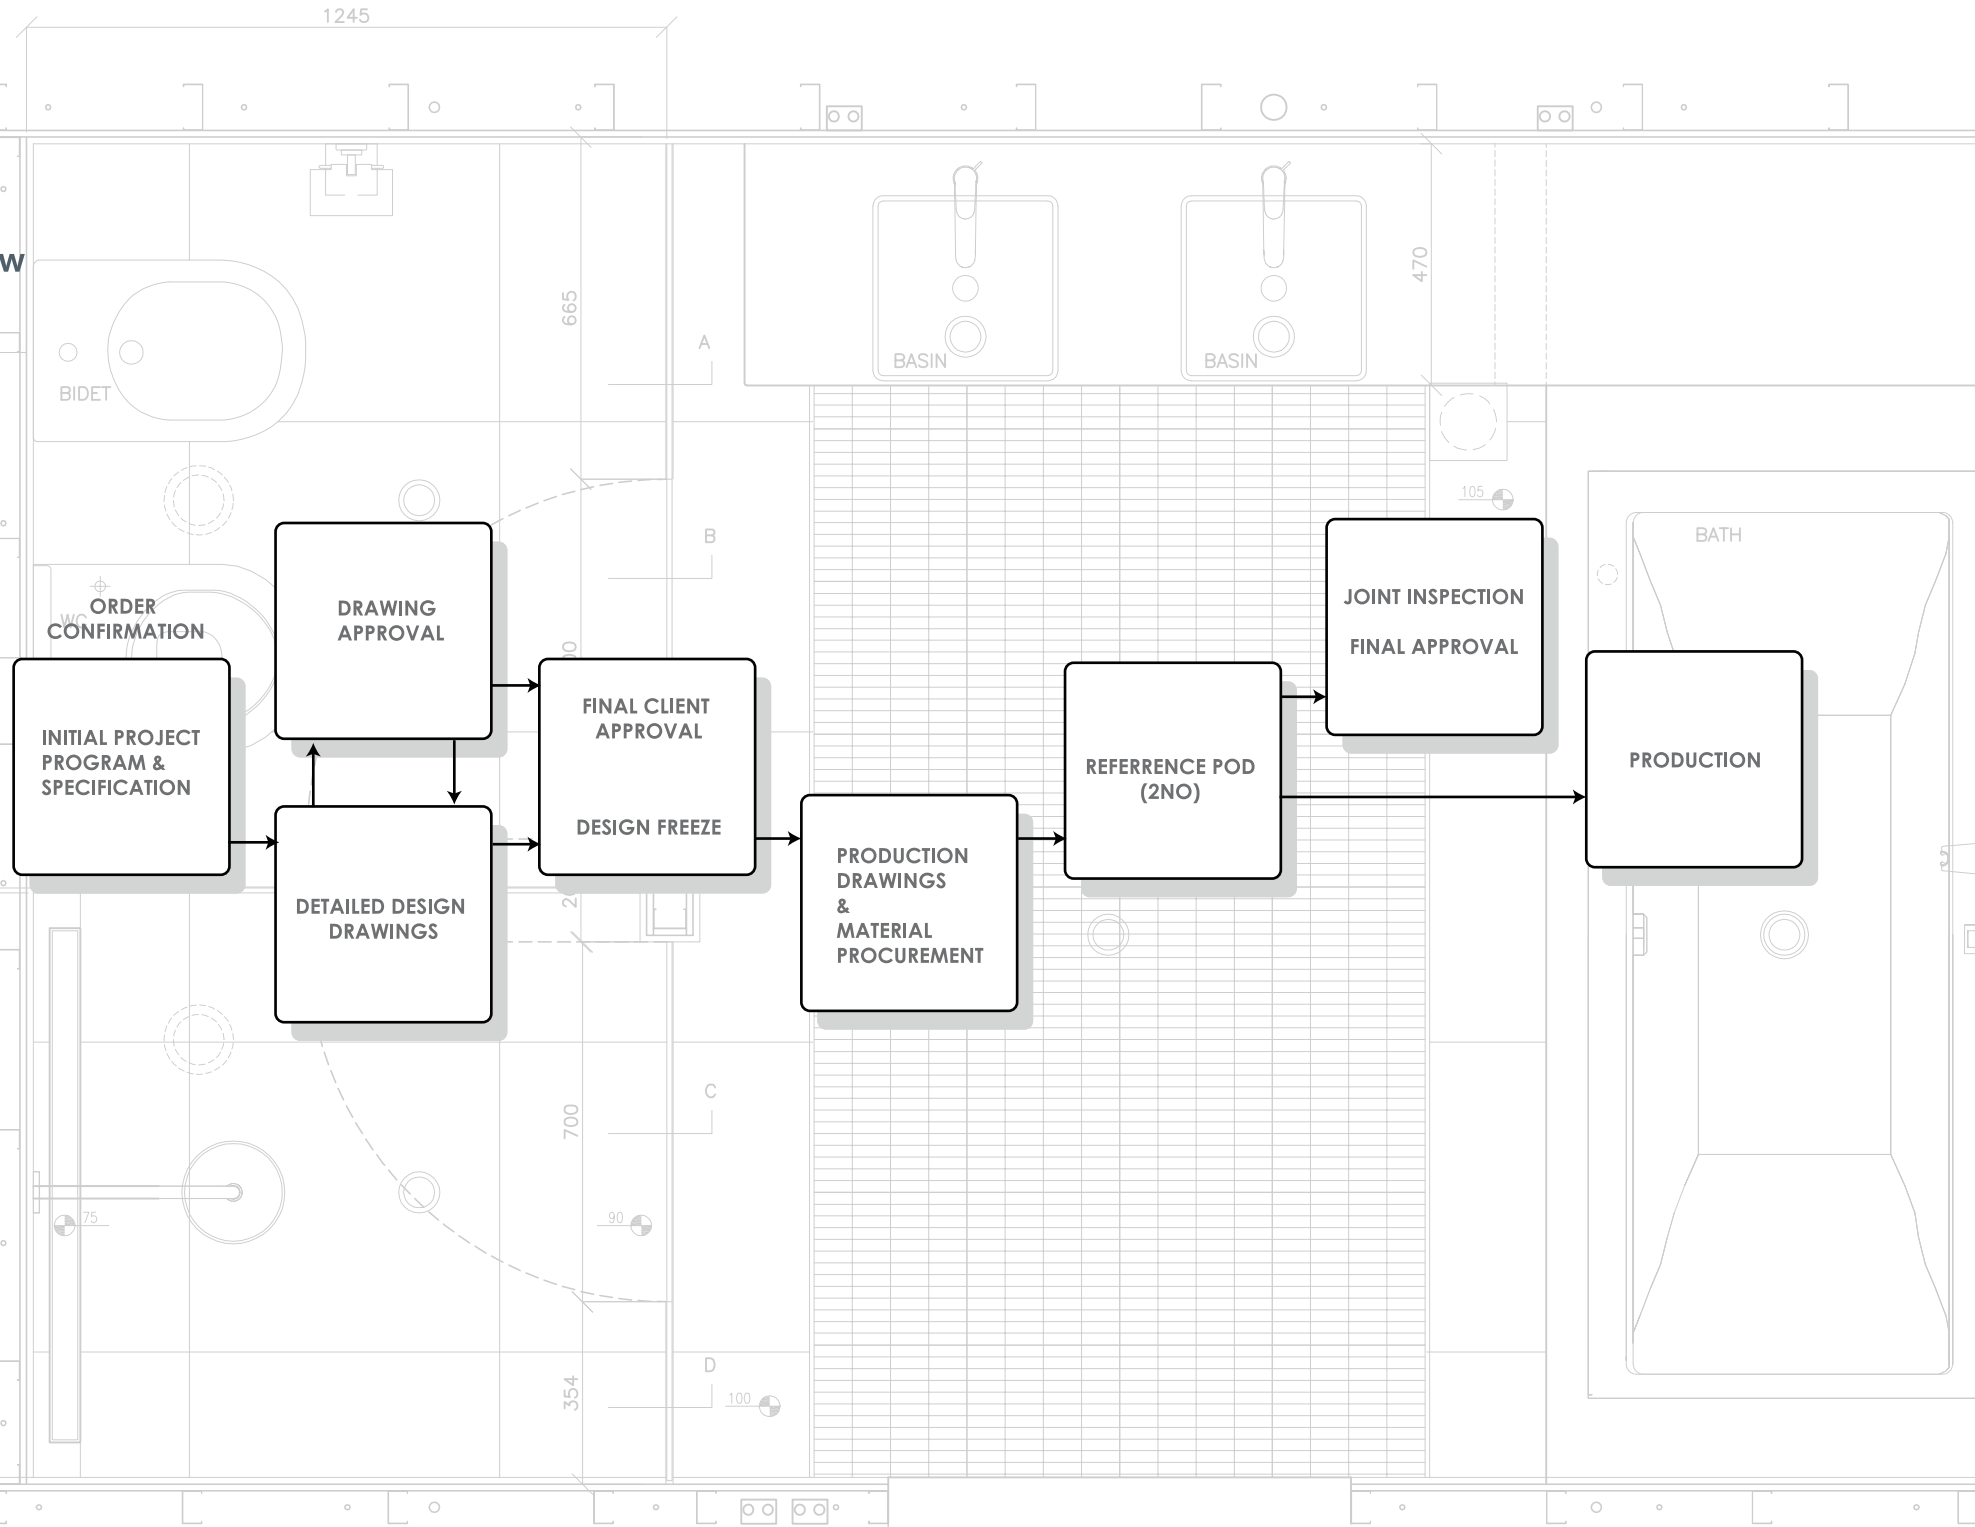 1245
W
665
470
A
BASIN
BASIN
BIDET
105
BATH
B
ORDER
CONFIRMATION
WC
DRAWING
APPROVAL
JOINT INSPECTION
FINAL APPROVAL
INITIAL PROJECT
PROGRAM &
SPECIFICATION
FINAL CLIENT
APPROVAL
DESIGN FREEZE
REFERRENCE POD
(2NO)
PRODUCTION
DETAILED DESIGN
DRAWINGS
PRODUCTION
DRAWINGS
&
MATERIAL
PROCUREMENT
C
700
75
90
D
354
100